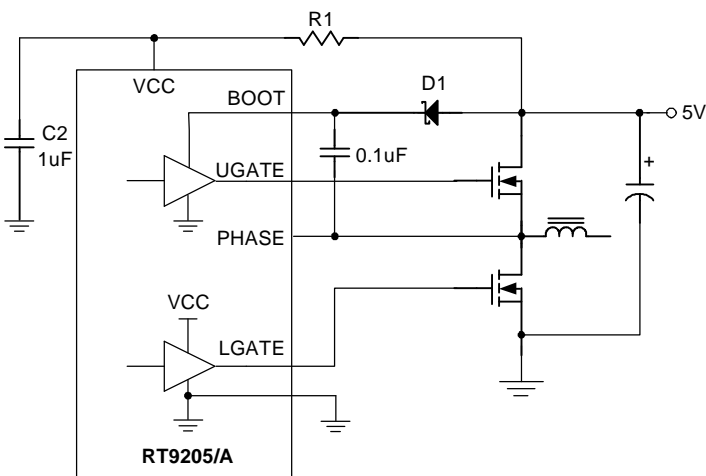 R1
VCC
BOOT
D1
5V
C2
1uF
0.1uF
+
UGATE
PHASE
VCC
LGATE
RT9205/A